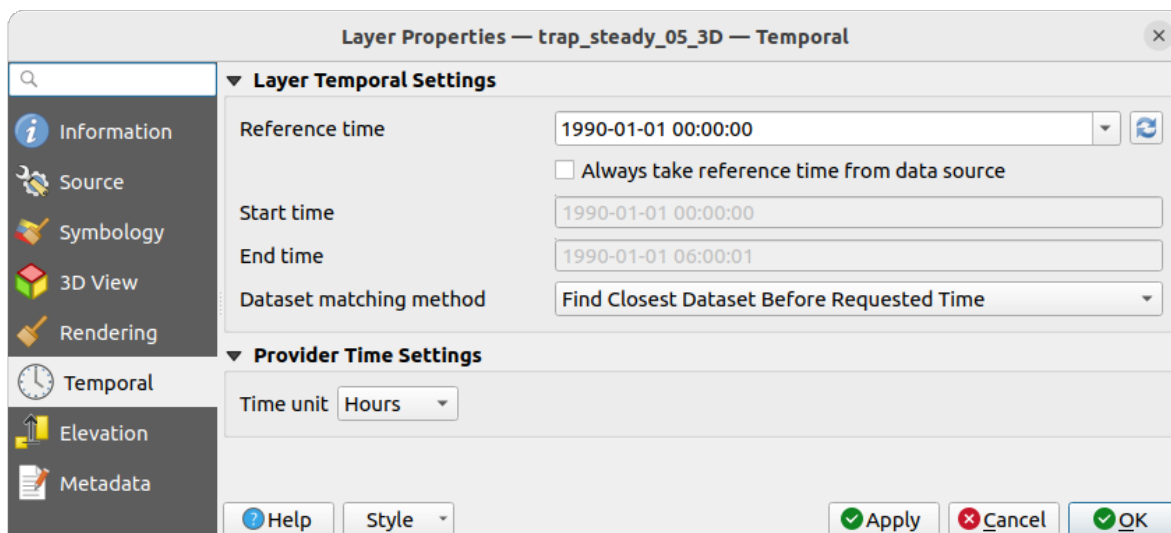 Layer Properties — trap_steady_05_3D — Temporal
Information
Source
Symbology
3D View
Rendering
Temporal
Elevation
Metadata
Layer Temporal Settings
Reference time 1990-01-01 00:00:00
Always take reference time from data source
Start time 1990-01-01 00:00:00
End time 1990-01-01 06:00:01
Dataset matching method Find Closest Dataset Before Requested Time
Provider Time Settings
Time unit Hours
Help Style Apply Cancel OK